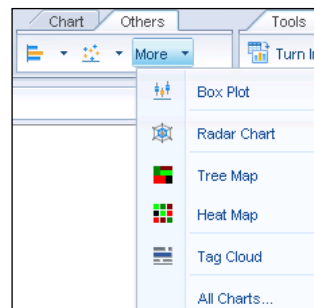 Chart Others Tools
More Turn
Box Plot
Radar Chart
Tree Map
Heat Map
Tag Cloud
All Charts...